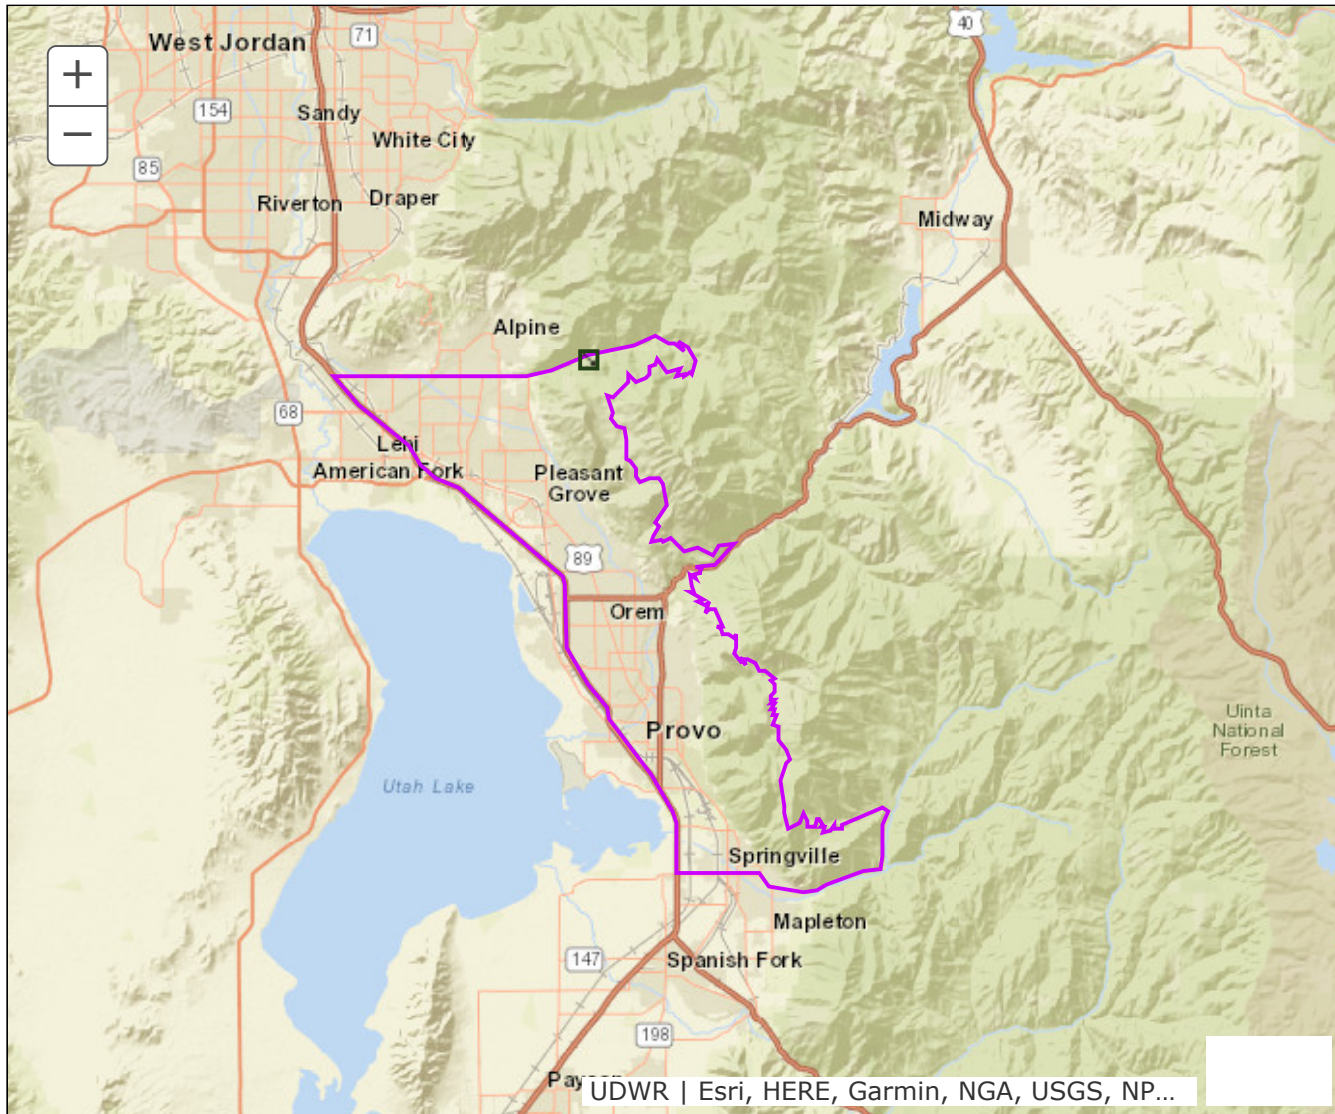 40
West Jordan
71
+
−
154
Sandy
White City
85
Riverton
Draper
Midway
Alpine
68
Lehi
American Fork
Pleasant
Grove
89
Orem
Uinta
National
Forest
Provo
Utah Lake
Springville
Mapleton
147
Spanish Fork
198
UDWR | Esri, HERE, Garmin, NGA, USGS, NP...